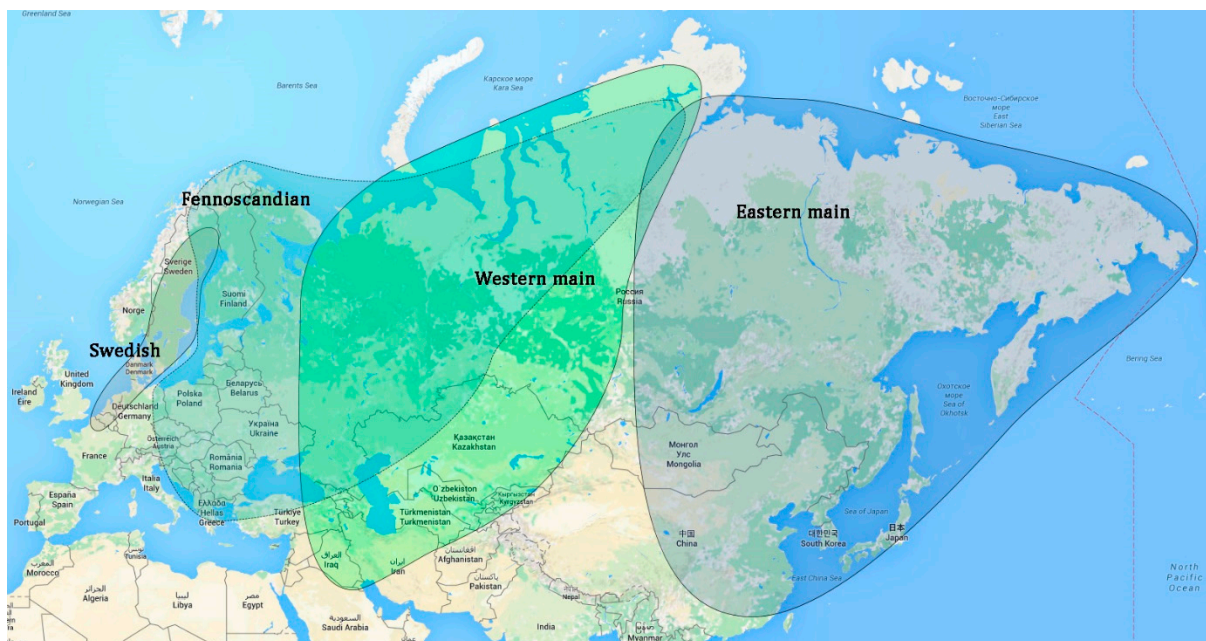 Greenland Sea
Barents Sea
Карское море
Kara Sea
Восточно-Сибирское
море
East
Siberian Sea
Norwegian Sea
Fennoscandian
Eastern main
Sverige
Sweden
Suomi
Finland
Norge
Western main
Россия
Russia
Swedish
Danmark
Denmark
United
Kingdom
Ireland
Éire
Bering Sea
Охотское
море
Sea of
Okhotsk
Deutschland
Germany
Polska
Poland
Беларусь
Belarus
Україна
Ukraine
Österreich
Austria
France
România
Romania
Қазақстан
Kazakhstan
Монгол
Улс
Mongolia
Italia
Italy
España
Spain
Portugal
Ελλάδα
Hellas
Greece
Türkiye
Turkey
O'zbekiston
Uzbekistan
Кыргызстан
Kyrgyzstan
Türkmenistan
Turkmenistan
Sea of Japan
대한민국
South Korea
日本
Japan
中国
China
تونس
Tunisia
المغرب
Morocco
العراق
Iraq
ایران
Iran
افغانستان
Afghanistan
پاکستان
Pakistan
Nepal
East China Sea
North
Pacific
Ocean
الجزائر
Algeria
ليبيا
Libya
مصر
Egypt
السعودية
Saudi Arabia
عمان
Oman
India
Myanmar